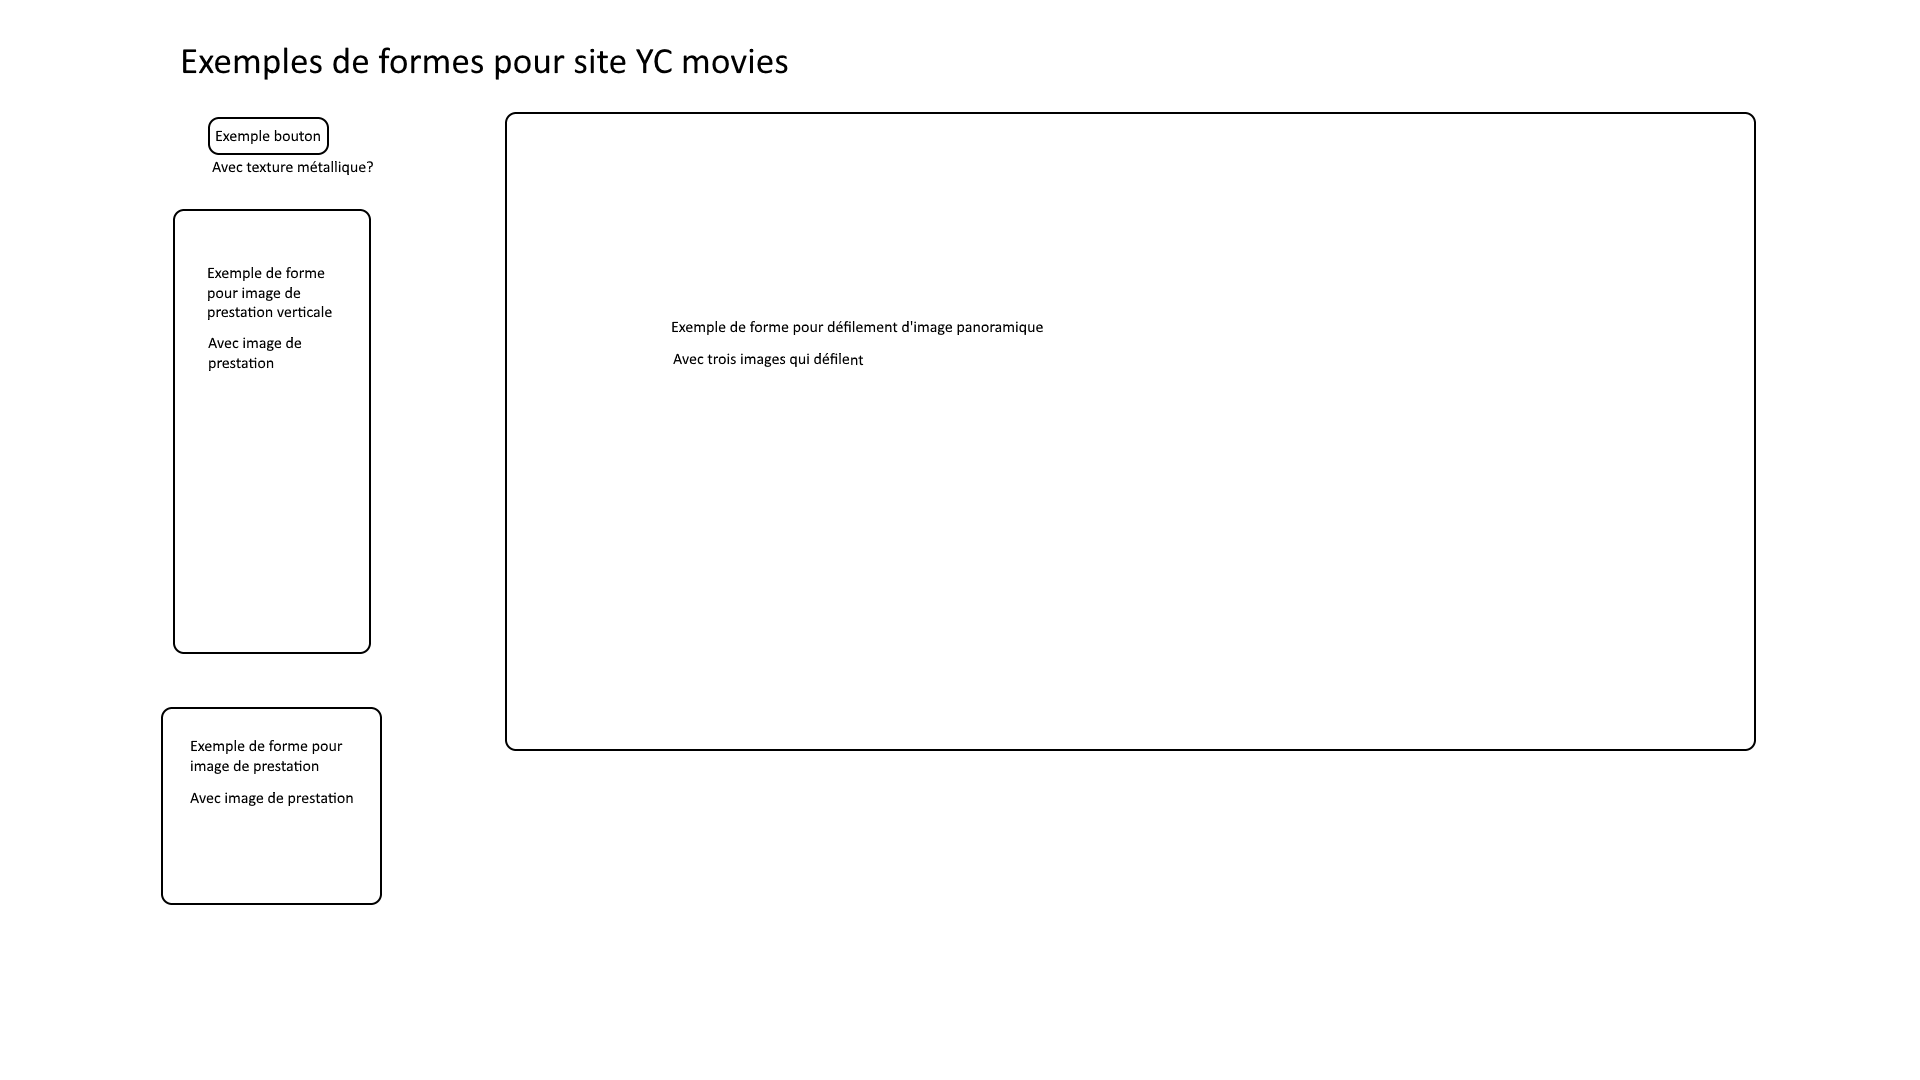 Exemples de formes pour site YC movies
Exemple bouton
Avec texture métallique?
Exemple de forme
pour image de
prestation verticale
Avec image de
prestation
Exemple de forme pour défilement d'image panoramique
Avec trois images qui défilent
Exemple de forme pour
image de prestation
Avec image de prestation